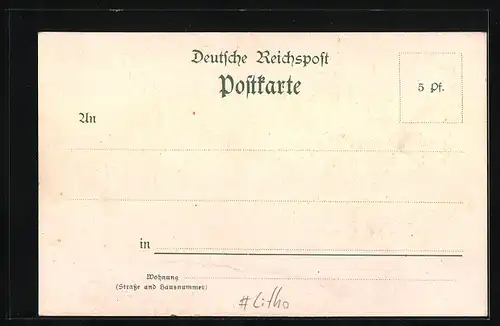 Deutsche Reichspost
Postkarte
5 Pf.
An
in
Wohnung
(Straße und Hausnummer)
#Litho